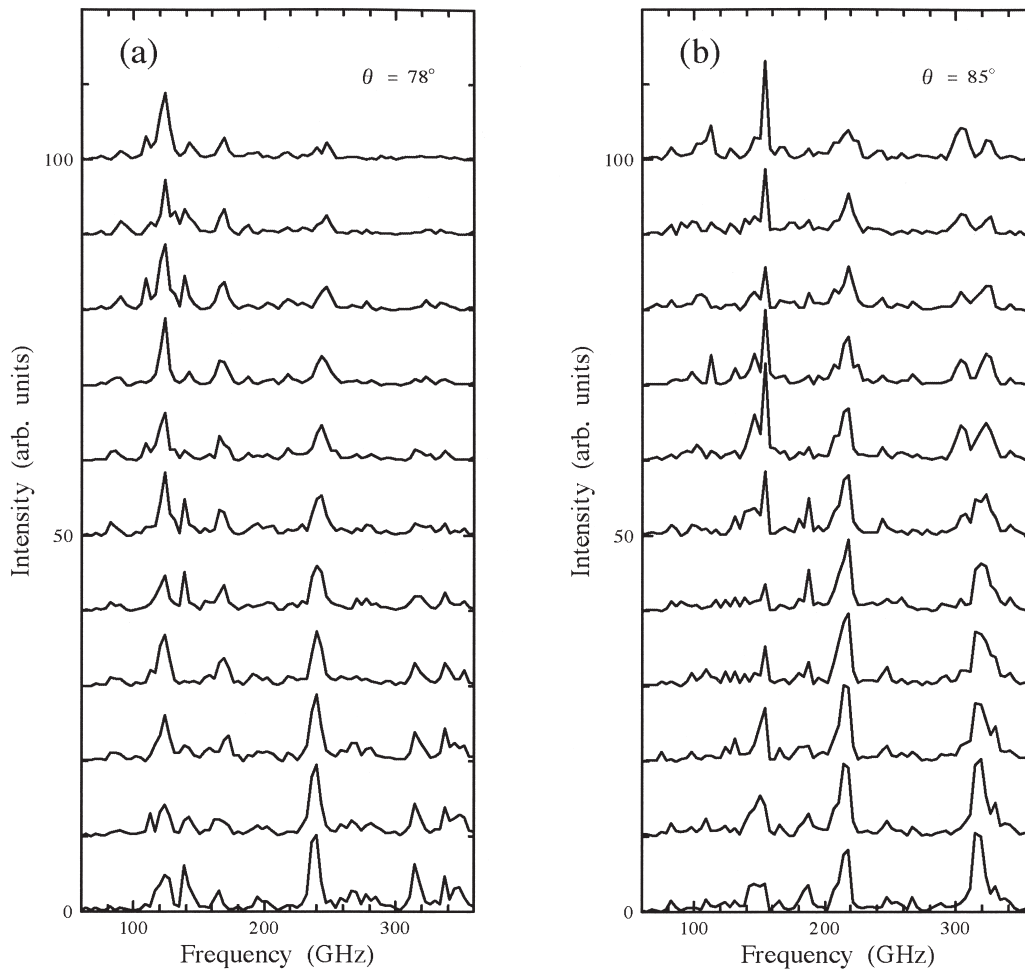 (a)
θ = 78°
100
50
0
Intensity (arb. units)
100 200 300
Frequency (GHz)
(b)
θ = 85°
100
50
0
Intensity (arb. units)
100 200 300
Frequency (GHz)